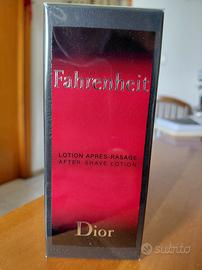 Fahrenheit
LOTION APRÈS-RASAGE
AFTER SHAVE LOTION
Dior
subito